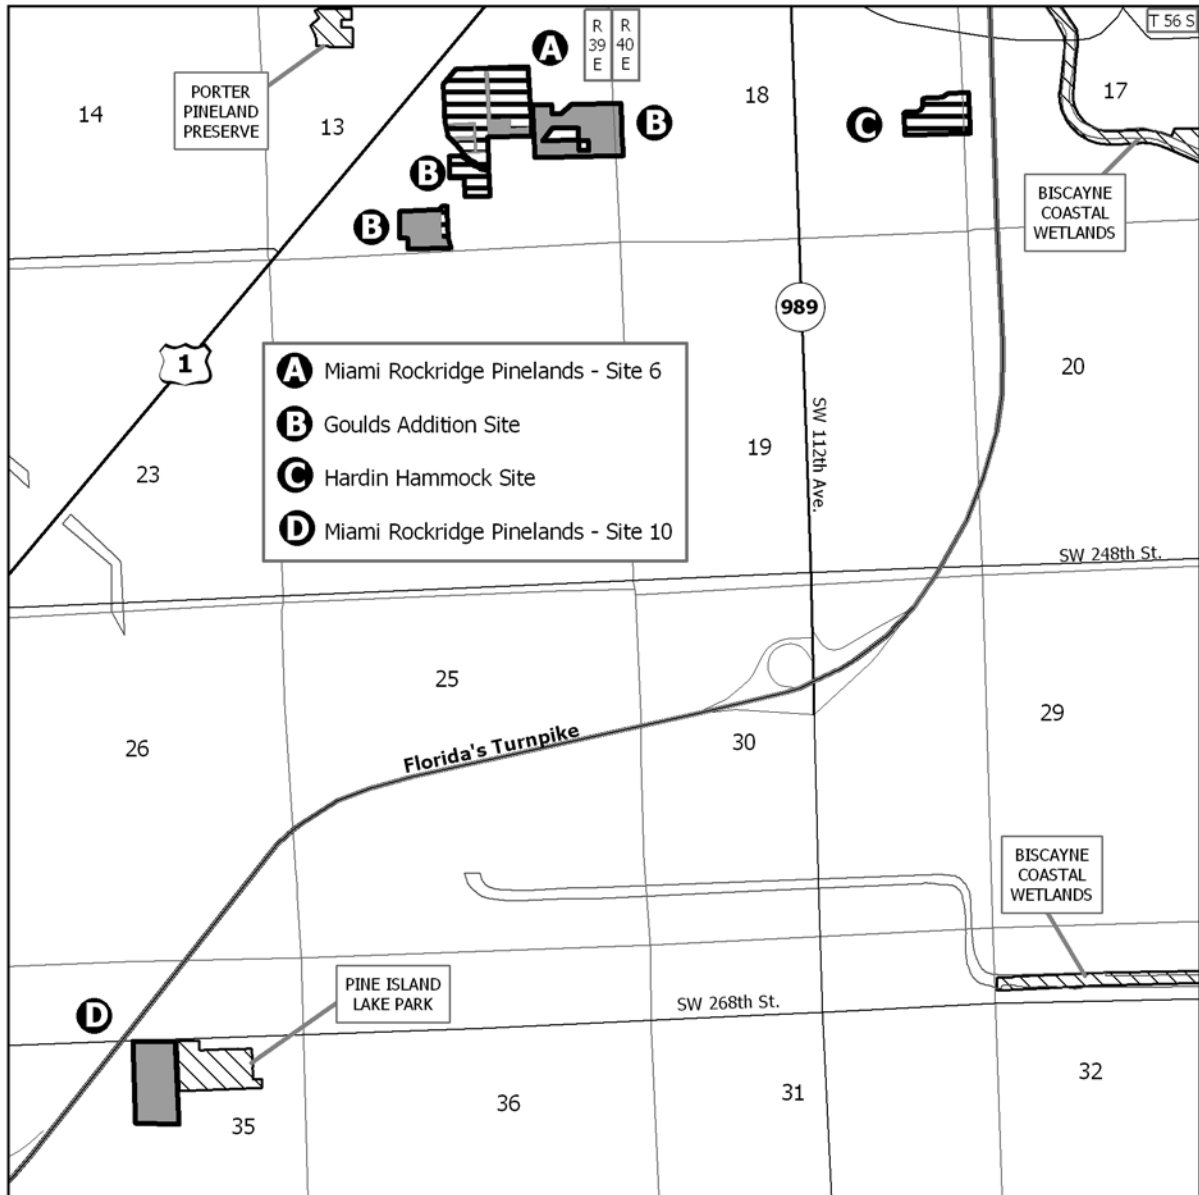 T 56 S
R
39
E
R
40
E
A
PORTER
PINELAND
PRESERVE
14
13
18
17
B
C
B
B
BISCAYNE
COASTAL
WETLANDS
989
1
A Miami Rockridge Pinelands - Site 6
B Goulds Addition Site
C Hardin Hammock Site
D Miami Rockridge Pinelands - Site 10
20
19
23
SW 112th Ave.
SW 248th St.
25
26
29
30
Florida's Turnpike
BISCAYNE
COASTAL
WETLANDS
PINE ISLAND
LAKE PARK
SW 268th St.
D
32
31
36
35